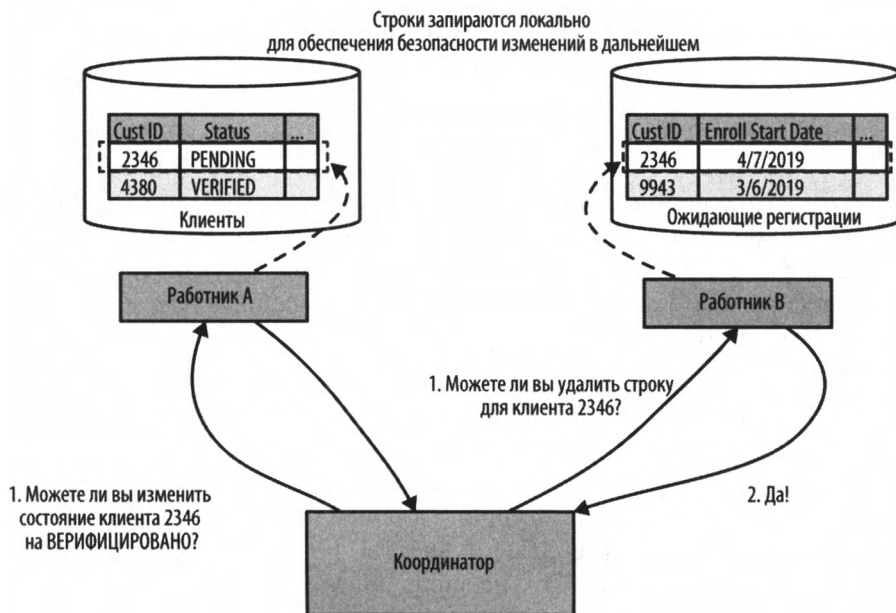 Строки запираются локально
для обеспечения безопасности изменений в дальнейшем
Cust ID Status ...
2346 PENDING
4380 VERIFIED
Клиенты
Cust ID Enroll Start Date ...
2346 4/7/2019
9943 3/6/2019
Ожидающие регистрации
Работник A
Работник B
1. Можете ли вы удалить строку
для клиента 2346?
1. Можете ли вы изменить
состояние клиента 2346
на ВЕРИФИЦИРОВАНО?
2. Да!
Координатор